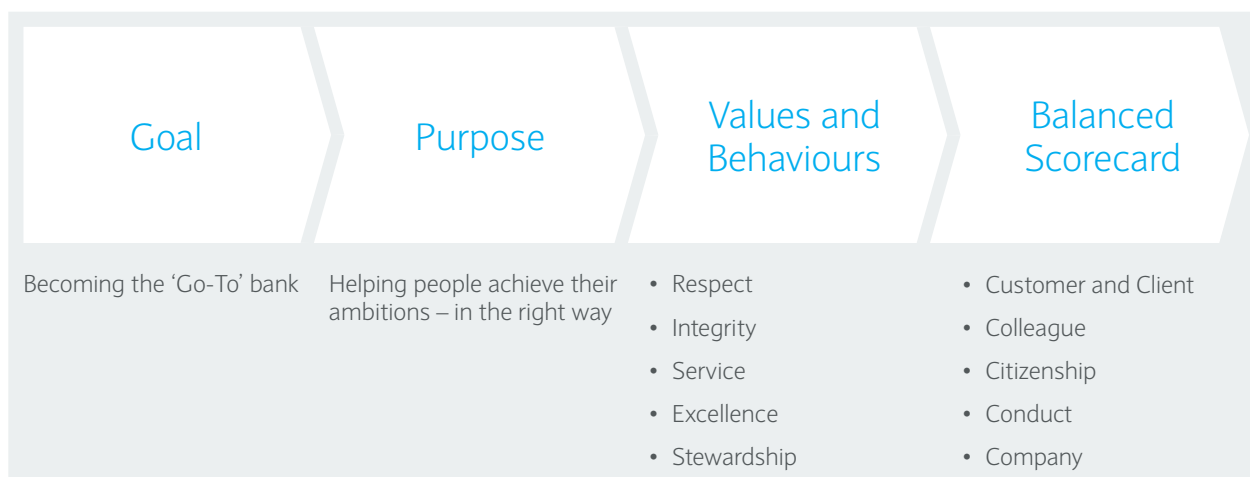 Goal
Purpose
Values and
Behaviours
Balanced
Scorecard
Becoming the ‘Go-To’ bank
Helping people achieve their
ambitions – in the right way
• Respect
• Integrity
• Service
• Excellence
• Stewardship
• Customer and Client
• Colleague
• Citizenship
• Conduct
• Company